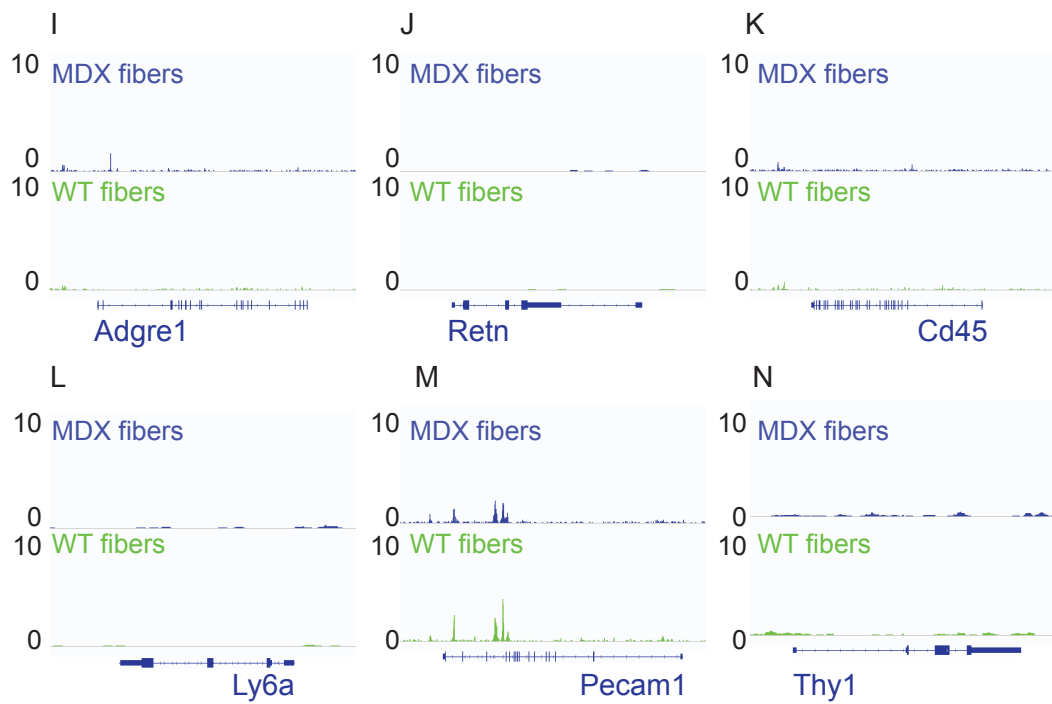 I
10
MDX fibers
0
10
WT fibers
0
Adgre1
J
10
MDX fibers
0
10
WT fibers
0
Retn
K
10
MDX fibers
0
10
WT fibers
0
Cd45
L
10
MDX fibers
0
10
WT fibers
0
Ly6a
M
10
MDX fibers
0
10
WT fibers
0
Pecam1
N
10
MDX fibers
0
10
WT fibers
0
Thy1